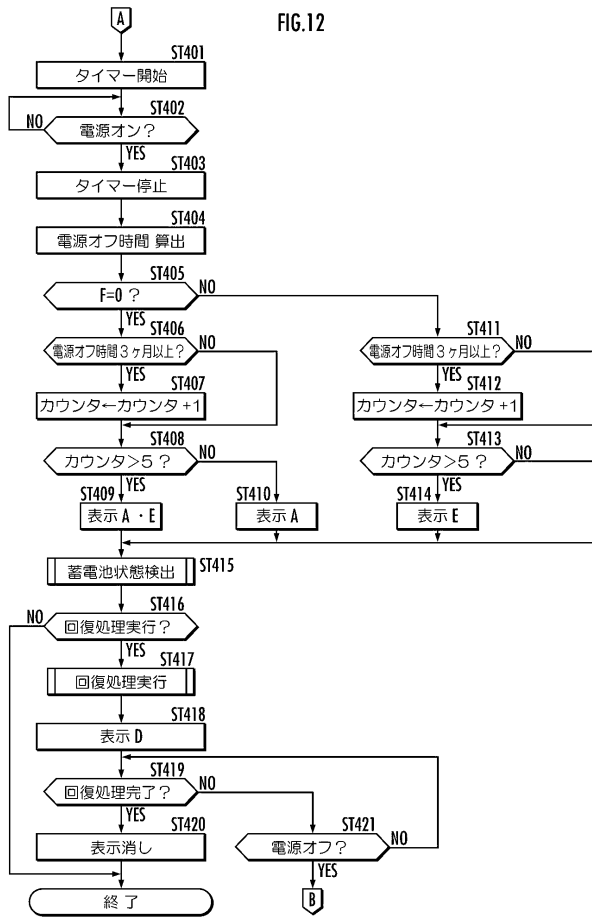 FIG.12
A
ST401
タイマー開始
ST402
電源オン？
NO
YES
ST403
タイマー停止
ST404
電源オフ時間 算出
ST405
F=0 ？
NO
YES
ST406
電源オフ時間３ヶ月以上？
NO
YES
ST407
カウンタ←カウンタ +1
ST408
カウンタ>5 ？
NO
YES
ST409
表示 A ・ E
ST410
表示 A
ST411
電源オフ時間３ヶ月以上？
NO
YES
ST412
カウンタ←カウンタ +1
ST413
カウンタ>5 ？
NO
YES
ST414
表示 E
蓄電池状態検出
ST415
ST416
回復処理実行？
NO
YES
ST417
回復処理実行
ST418
表示 D
ST419
回復処理完了？
NO
YES
ST420
表示消し
ST421
電源オフ？
NO
YES
B
終 了